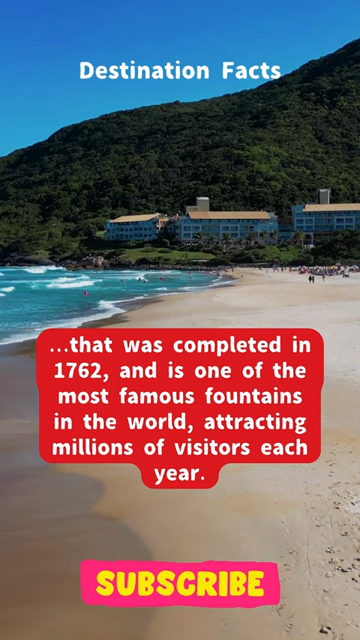 Destination Facts
...that was completed in
1762, and is one of the
most famous fountains
in the world, attracting
millions of visitors each
year.
SUBSCRIBE